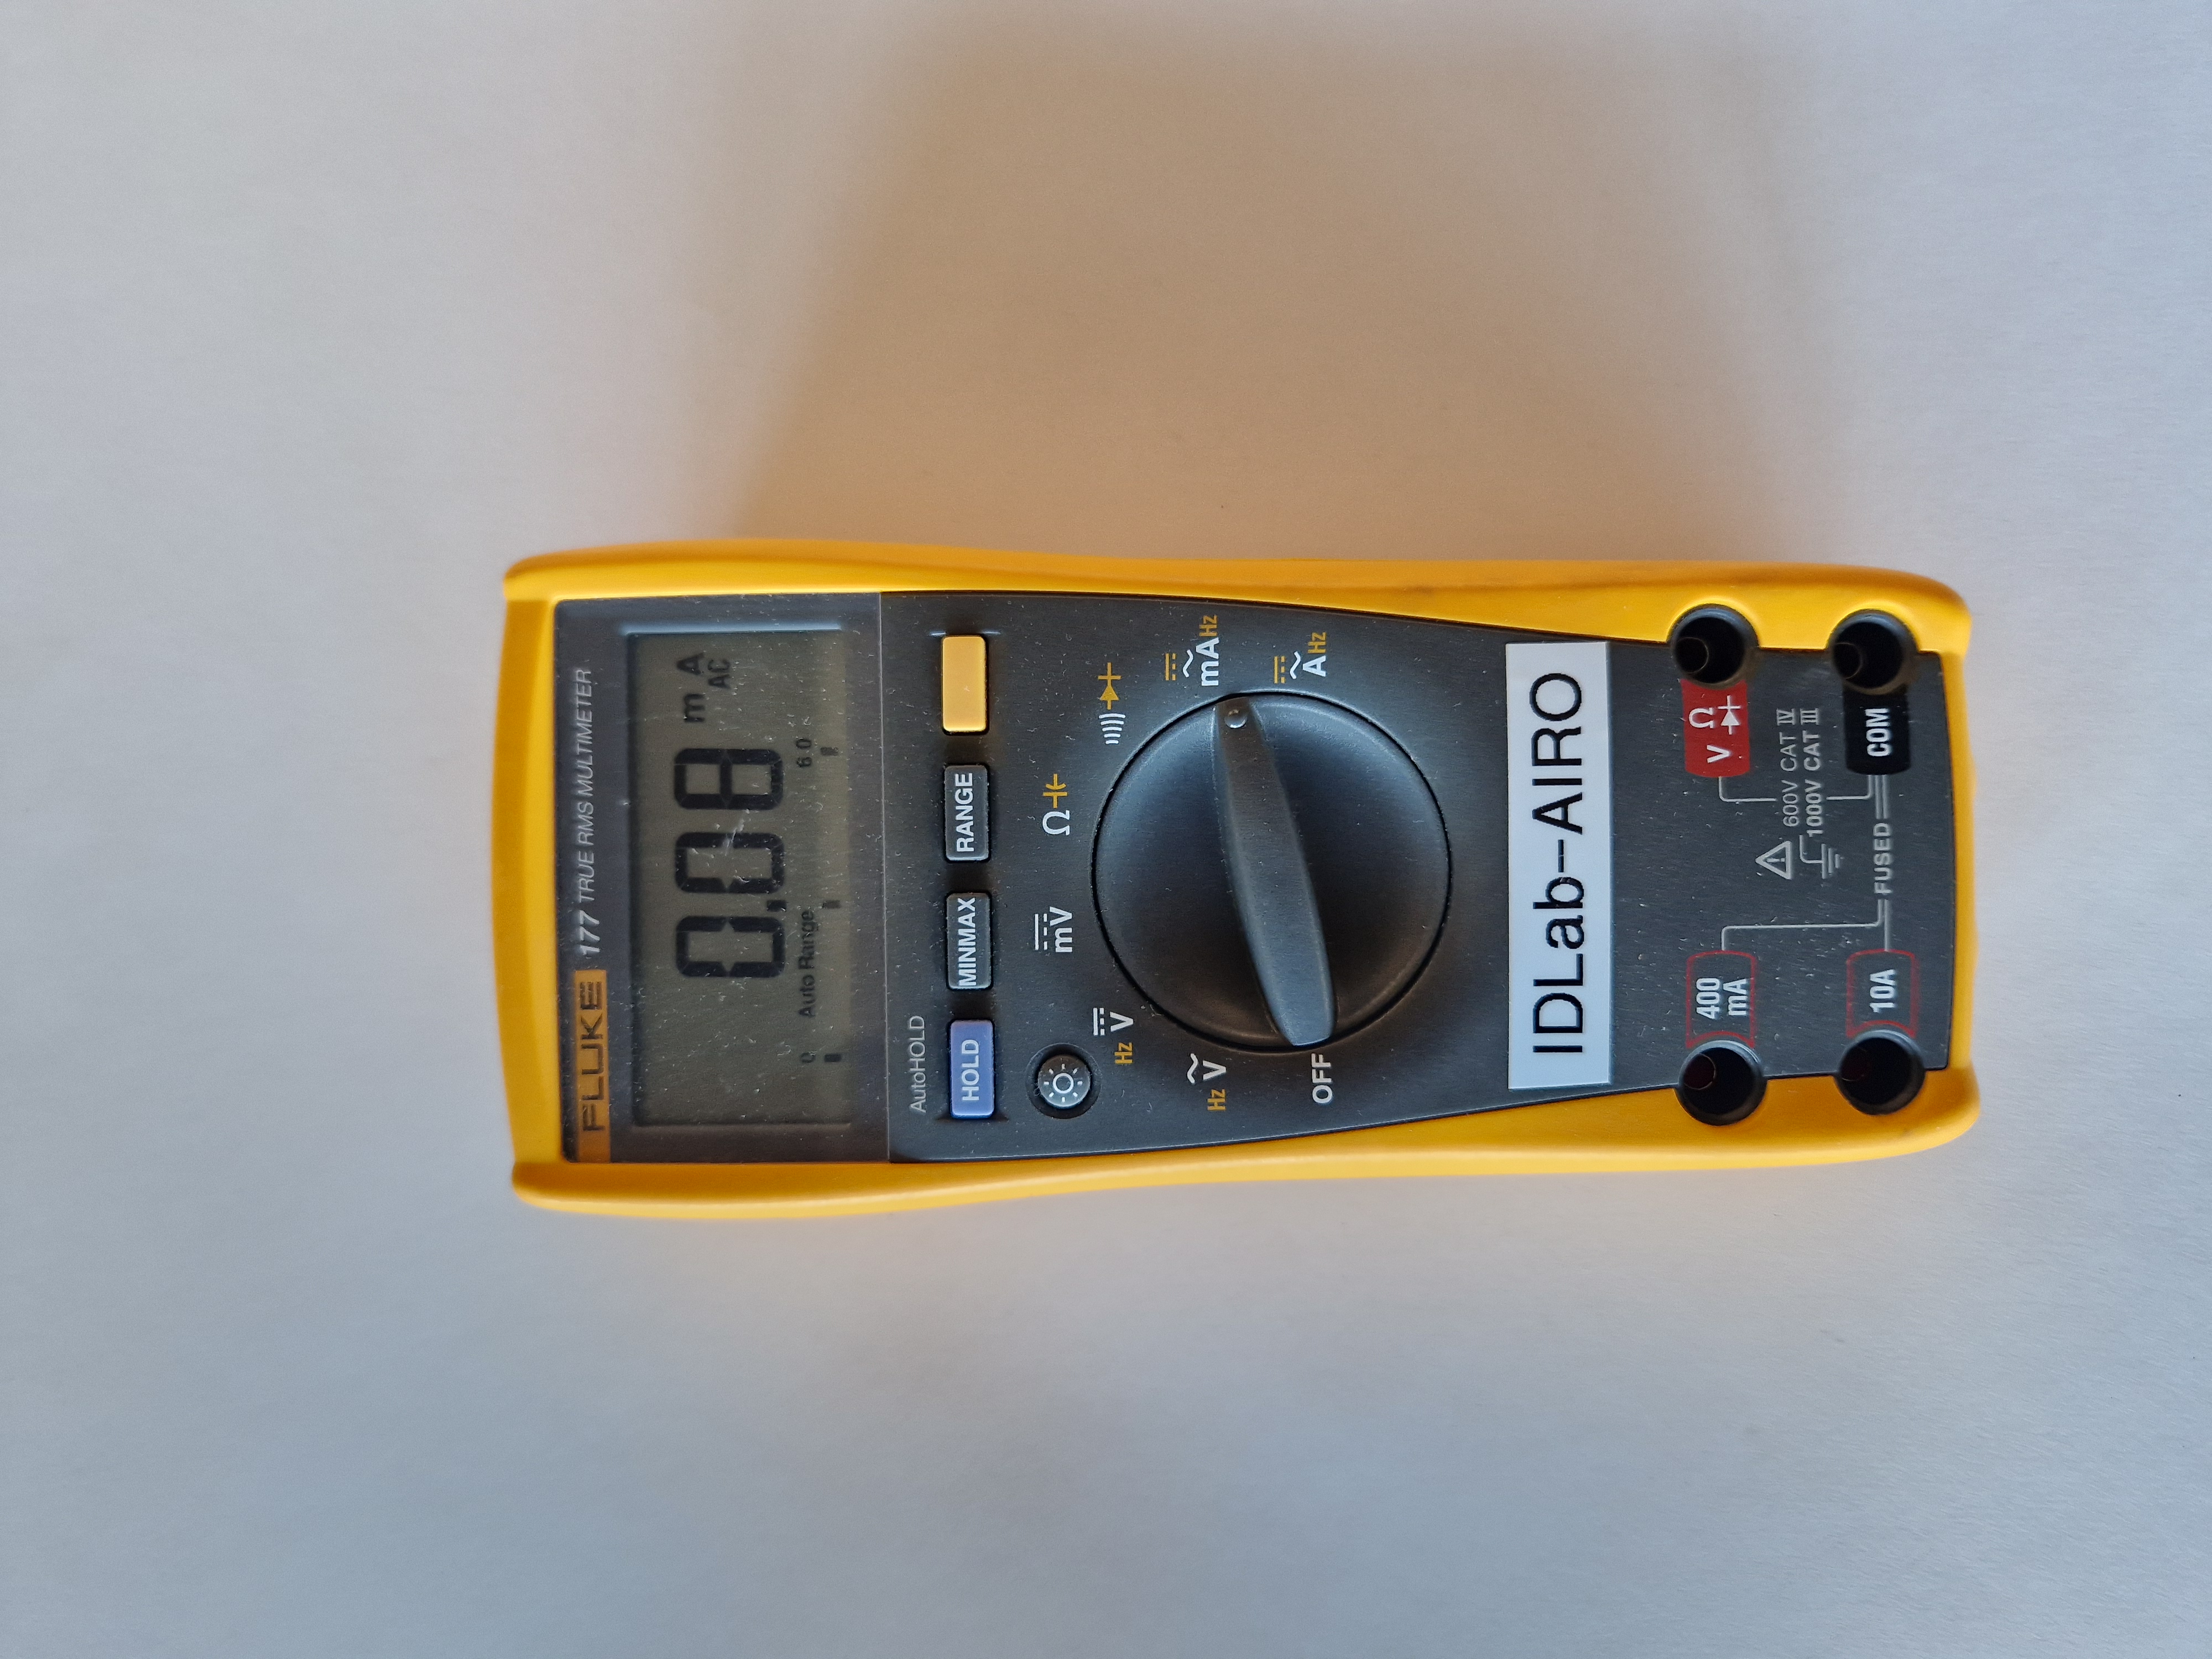 FLUKE 177 TRUE RMS MULTIMETER
0.08 mA
AC
0 Auto Range 6 0
AutoHOLD
HOLD MINMAX RANGE
mV Ω
Hz V
Hz V mA Hz
OFF A Hz
IDLab-AIRO
400 mA V Ω
600V CAT IV
1000V CAT III
10A FUSED COM